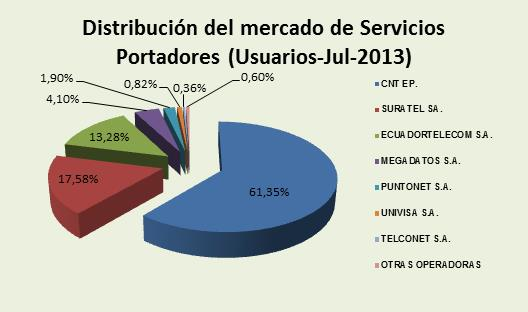 Distribución del mercado de Servicios
Portadores (Usuarios-Jul-2013)
1,90%
0,82%
0,36%
0,60%
4,10%
13,28%
17,58%
61,35%
CNT EP.
SURATEL SA.
ECUADORTELECOM S.A.
MEGADATOS S.A.
PUNTONET S.A.
UNIVISA S.A.
TELCONET S.A.
OTRAS OPERADORAS